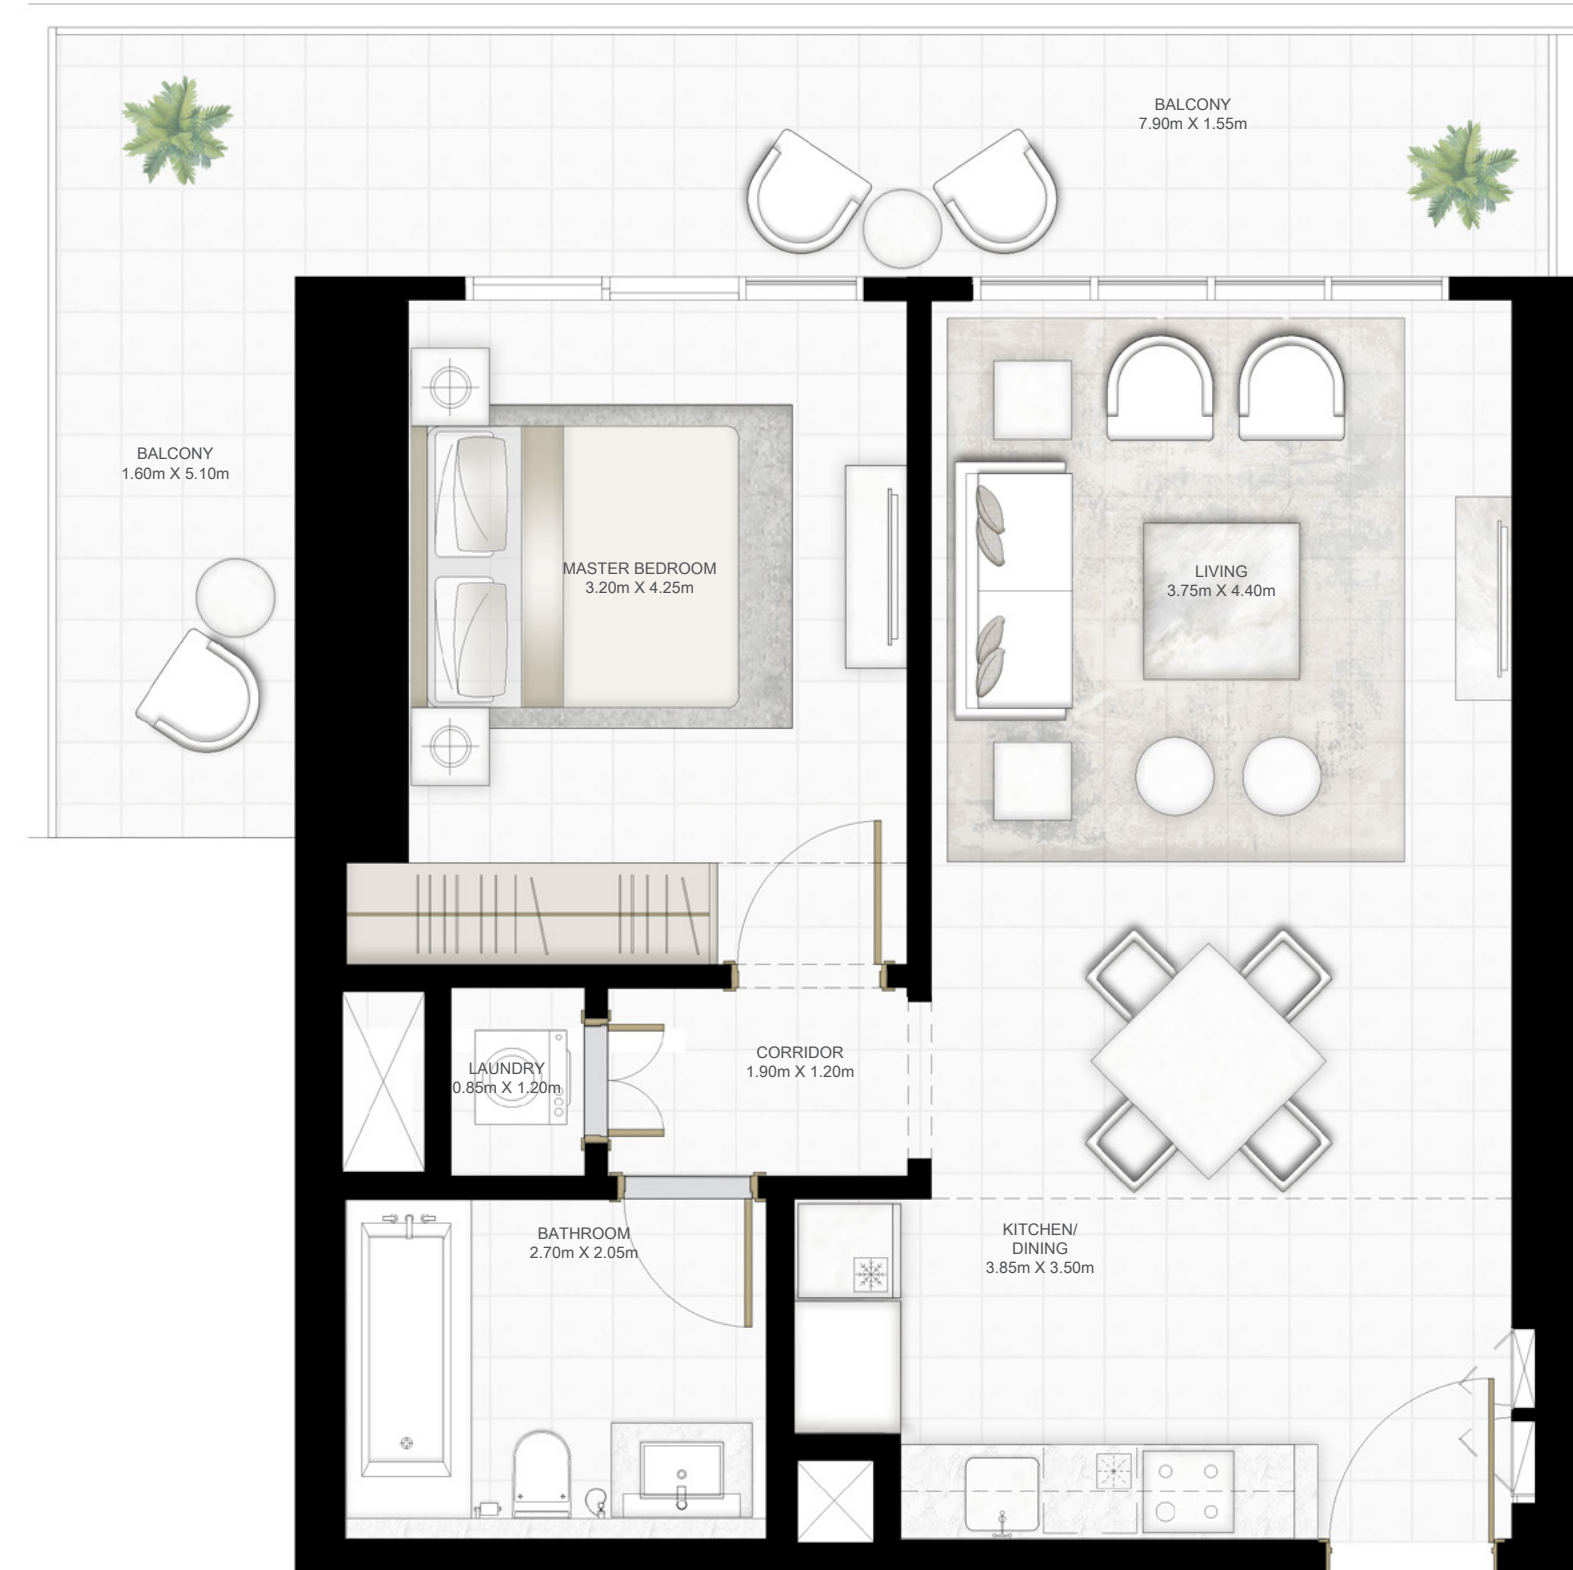 BALCONY
7.90m X 1.55m
BALCONY
1.60m X 5.10m
MASTER BEDROOM
3.20m X 4.25m
LIVING
3.75m X 4.40m
CORRIDOR
1.90m X 1.20m
LAUNDRY
0.85m X 1.20m
BATHROOM
2.70m X 2.05m
KITCHEN/
DINING
3.85m X 3.50m